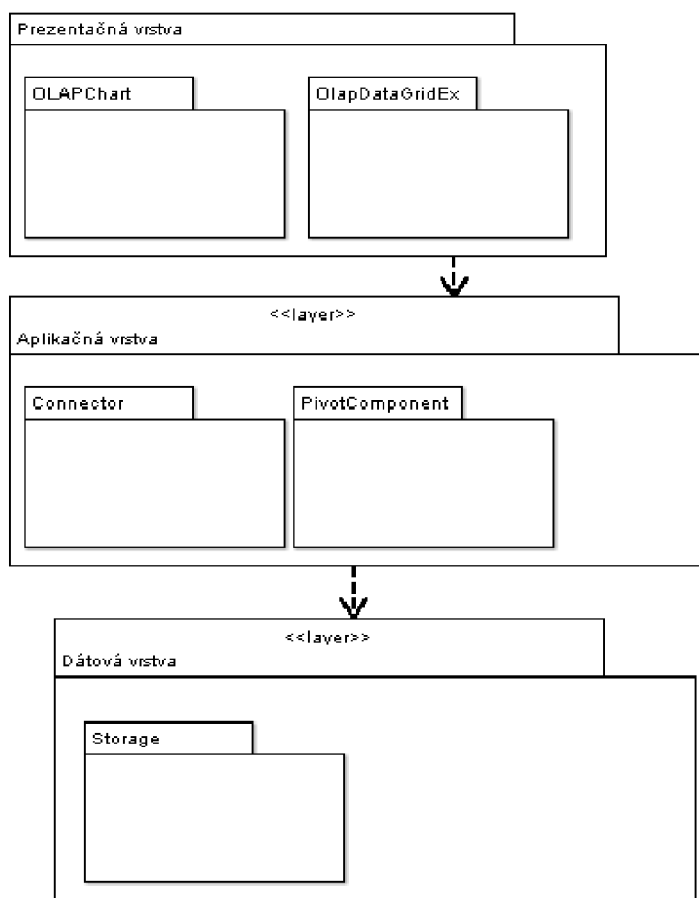 Prezentačná vrstva
OLAPChart
OlapDataGridEx
<<layer>>
Aplikačná vrstva
Connector
PivotComponent
<<layer>>
Dátová vrstva
Storage